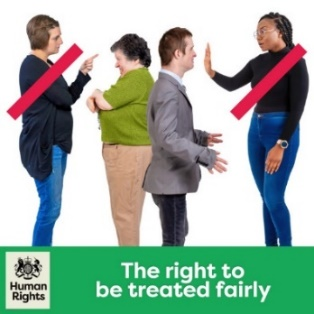 The right to
be treated fairly
Human
Rights